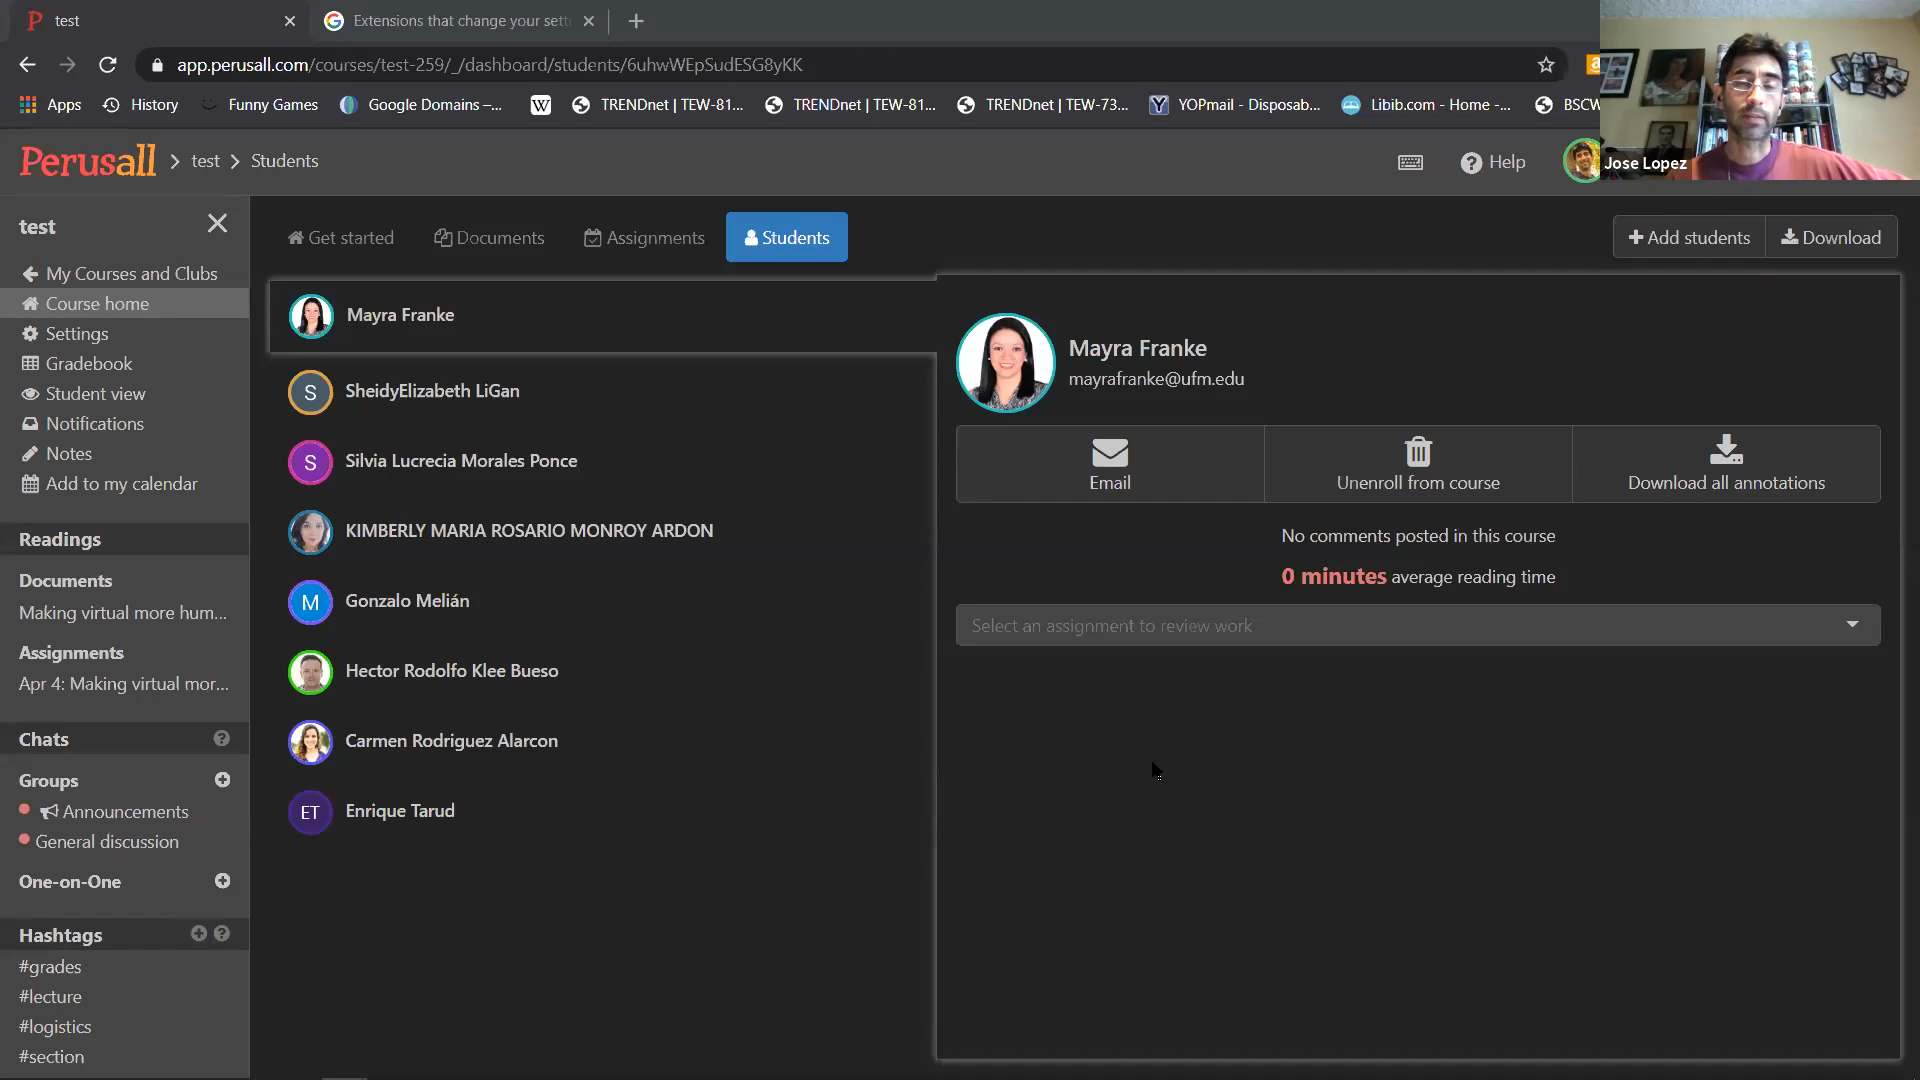 test
Extensions that change your sett
app.perusall.com/courses/test-259/_/dashboard/students/6uhwWEpSudESG8yKK
Apps
History
Funny Games
Google Domains –...
W
TRENDnet | TEW-81...
TRENDnet | TEW-81...
TRENDnet | TEW-73...
YOPmail - Disposab...
Libib.com - Home -...
BSCW
Jose Lopez
Perusall
test
Students
Help
test
My Courses and Clubs
Course home
Settings
Gradebook
Student view
Notifications
Notes
Add to my calendar
Readings
Documents
Making virtual more hum...
Assignments
Apr 4: Making virtual mor...
Chats
Groups
Announcements
General discussion
One-on-One
Hashtags
#grades
#lecture
#logistics
#section
Get started
Documents
Assignments
Students
Add students
Download
Mayra Franke
S
SheidyElizabeth LiGan
S
Silvia Lucrecia Morales Ponce
KIMBERLY MARIA ROSARIO MONROY ARDON
M
Gonzalo Melián
Hector Rodolfo Klee Bueso
Carmen Rodriguez Alarcon
ET
Enrique Tarud
Mayra Franke
mayrafranke@ufm.edu
Email
Unenroll from course
Download all annotations
No comments posted in this course
0 minutes average reading time
Select an assignment to review work